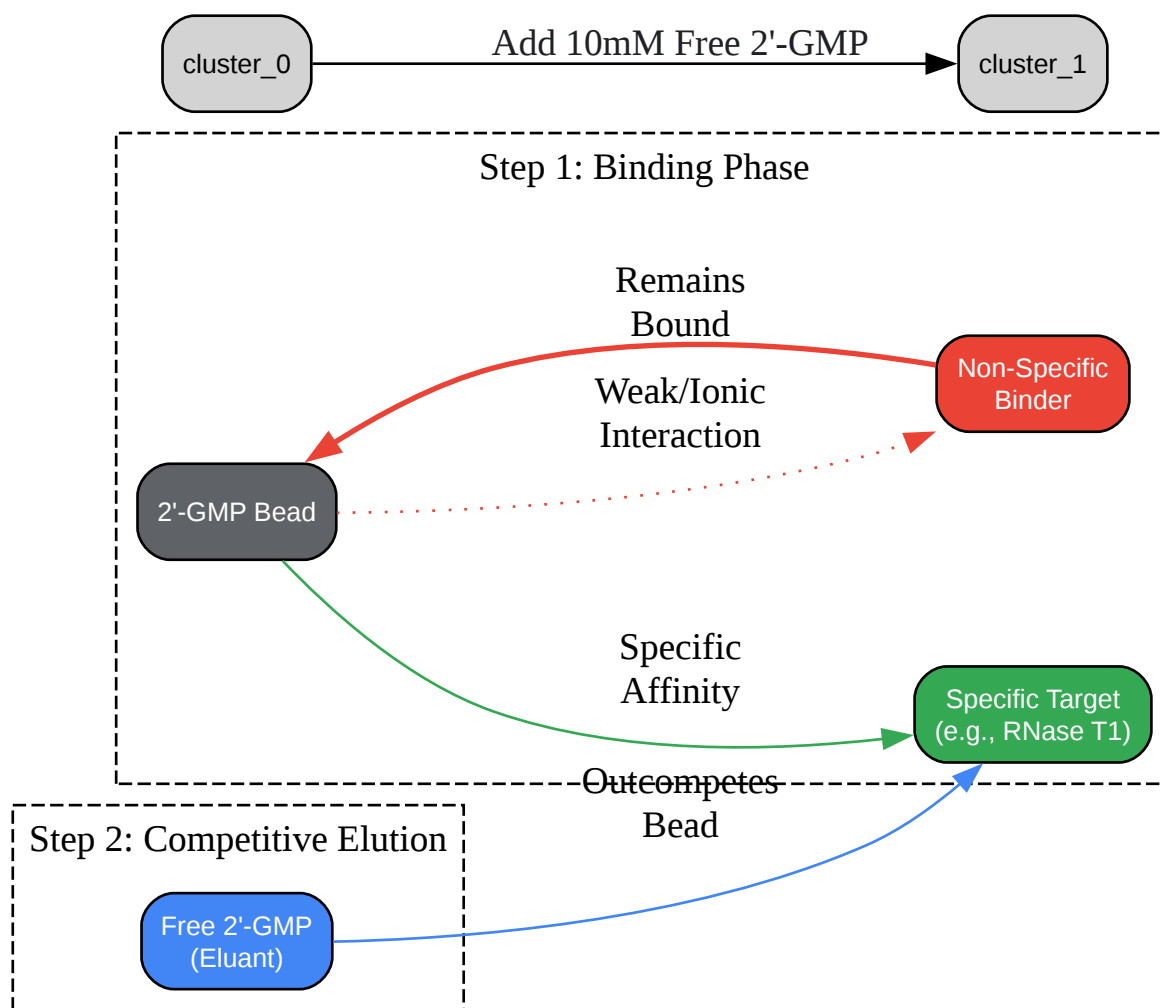 cluster_0
Add 10mM Free 2'-GMP
cluster_1
Step 1: Binding Phase
Remains
Bound
Non-Specific
Binder
Weak/Ionic
Interaction
2'-GMP Bead
Specific
Affinity
Specific Target
(e.g., RNase T1)
Outcompetes
Bead
Step 2: Competitive Elution
Free 2'-GMP
(Eluant)